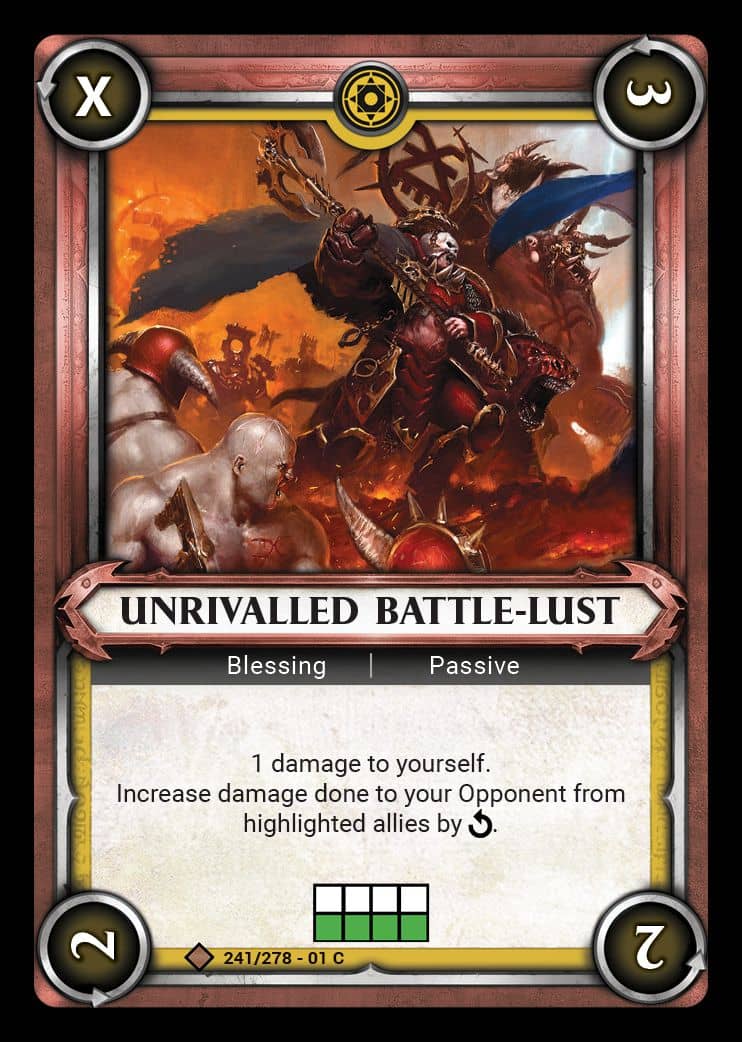 X
3
UNRIVALLED BATTLE-LUST
Blessing | Passive
1 damage to yourself.
Increase damage done to your Opponent from
highlighted allies by .
2
2
241/278 - 01 C